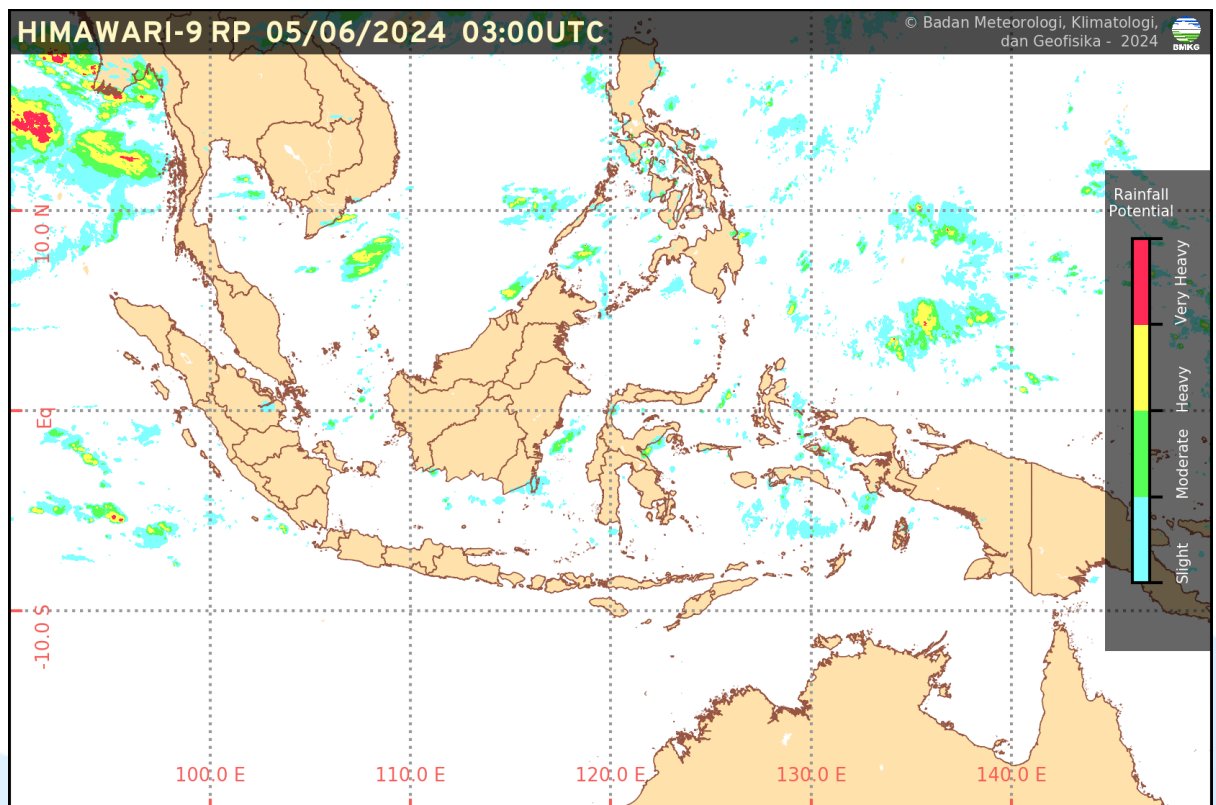 HIMAWARI-9 RP 05/06/2024 03:00UTC
© Badan Meteorologi, Klimatologi,
dan Geofisika - 2024
BMKG
Rainfall
Potential
Very Heavy
Heavy
Moderate
Slight
10.0 N
Eq
-10.0 S
100.0 E
110.0 E
120.0 E
130.0 E
140.0 E